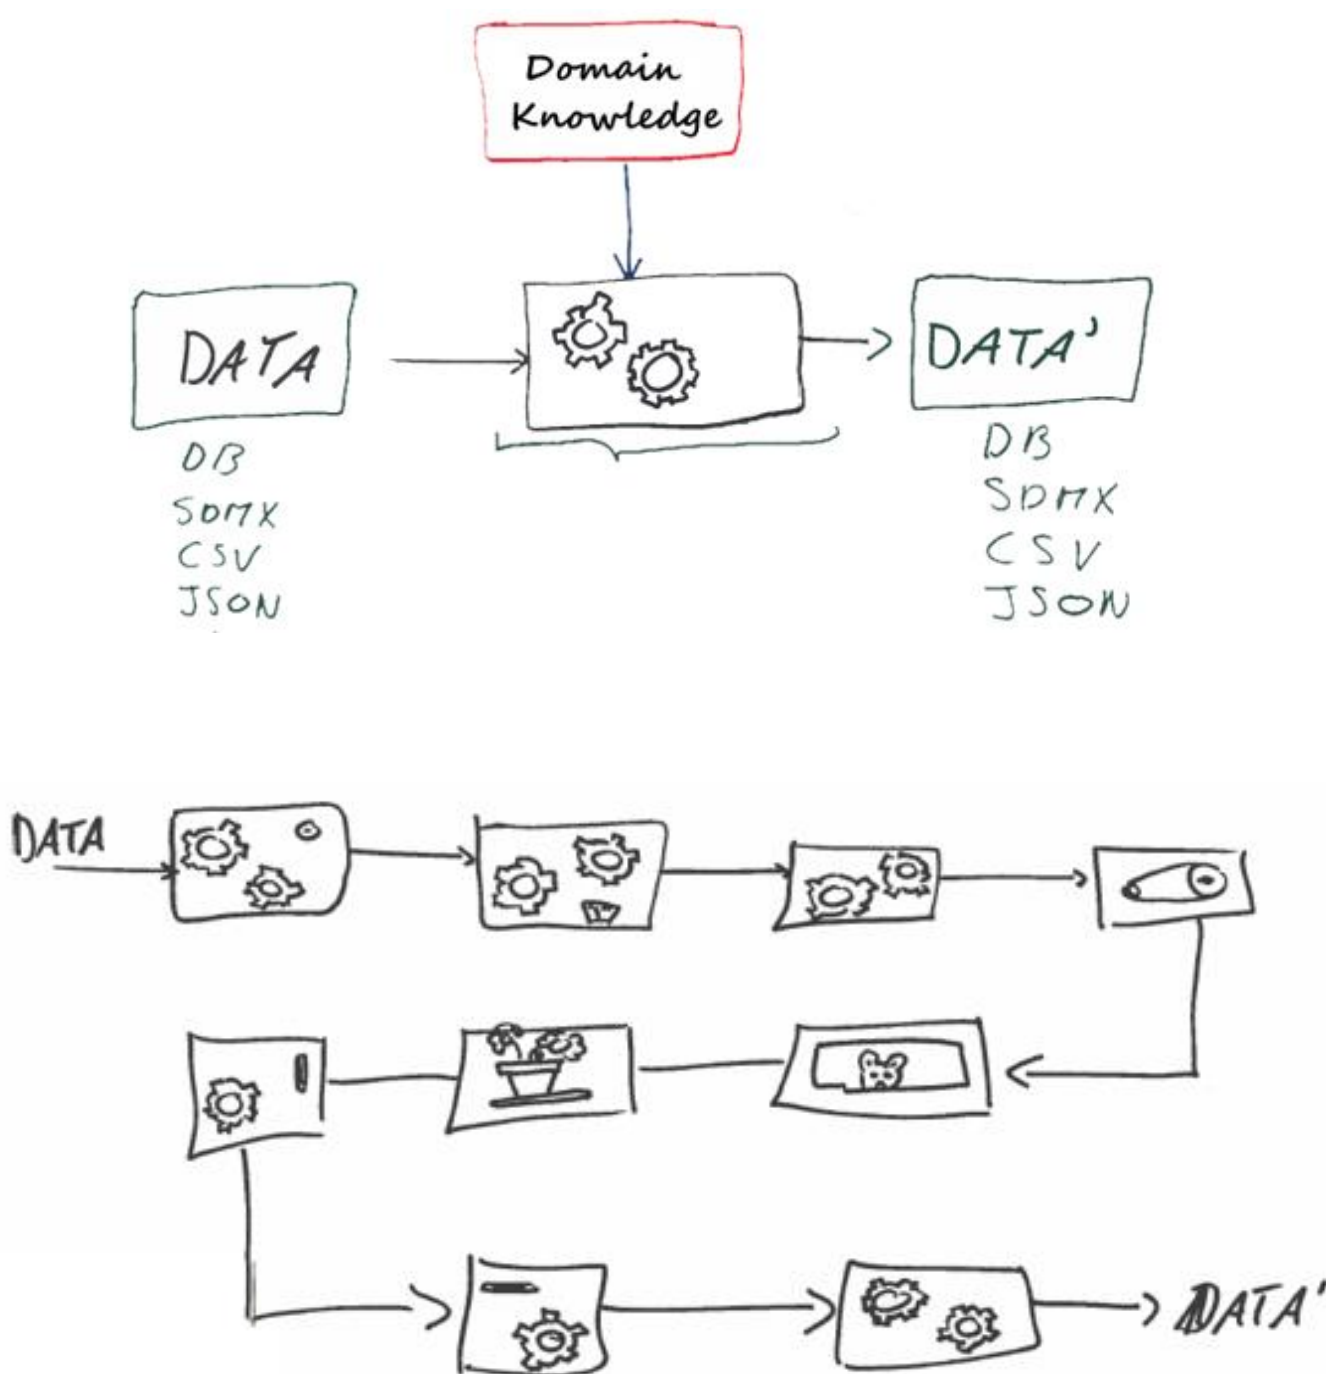 Domain
Knowledge
DATA
DB
SDMX
CSV
JSON
DATA'
DB
SDMX
CSV
JSON
DATA
DATA'